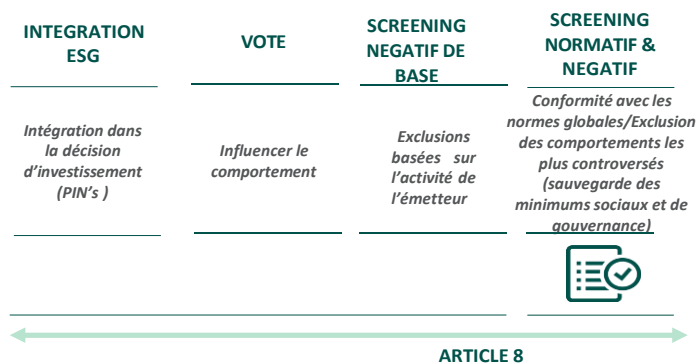 INTEGRATION
ESG
Intégration dans
la décision
d'investissement
(PIN's )
VOTE
Influencer le
comportement
SCREENING
NEGATIF DE
BASE
Exclusions
basées sur
l'activité de
l'émetteur
SCREENING
NORMATIF &
NEGATIF
Conformité avec les
normes globales/Exclusion
des comportements les
plus controversés
(sauvegarde des
minimums sociaux et de
gouvernance)
ARTICLE 8